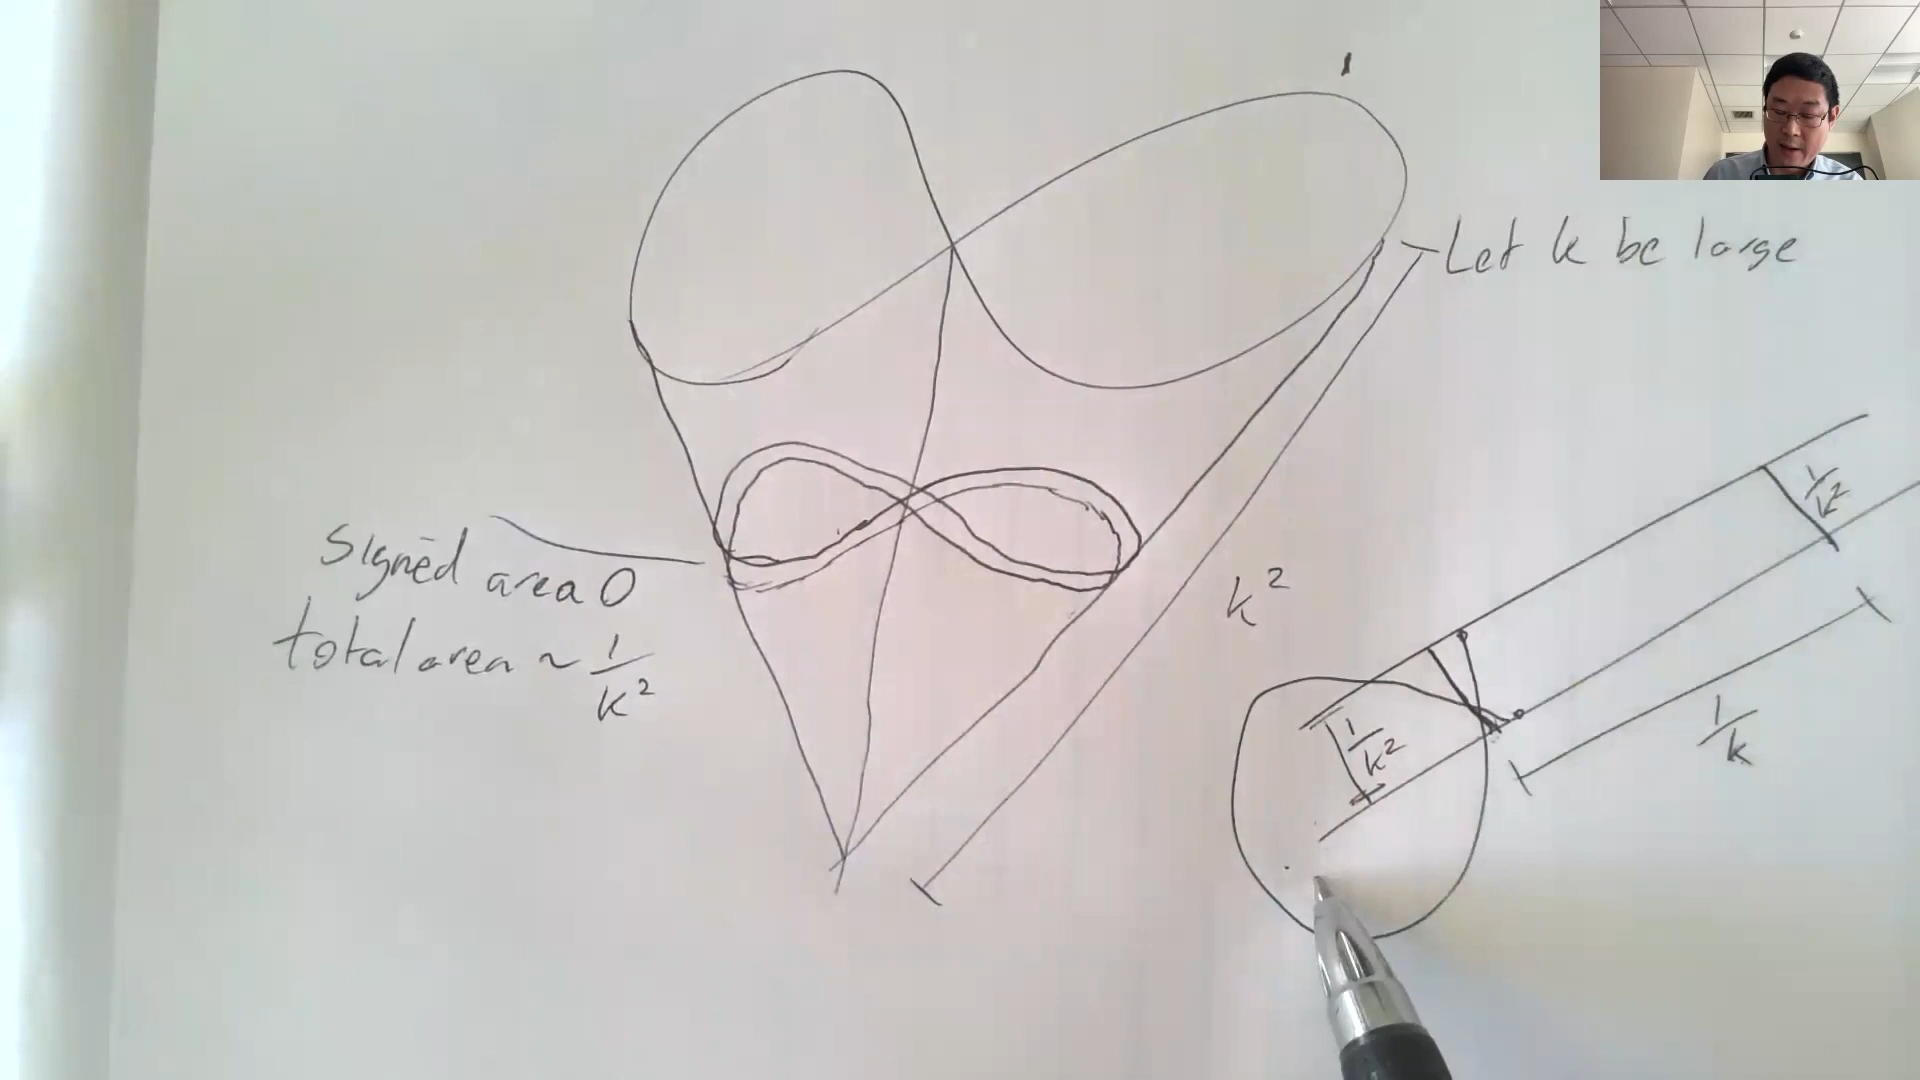 Let k be large
signed area 0
total area ~ 1/k²
k²
1/k²
1/k²
1/k